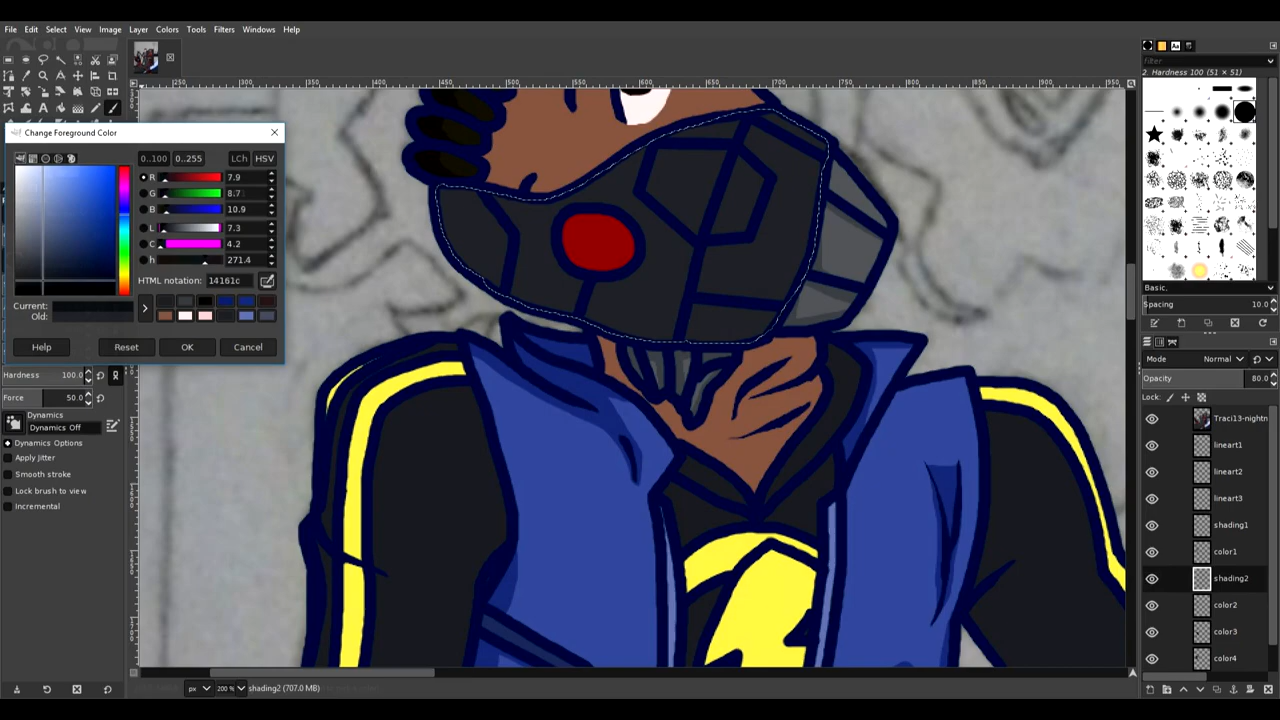 File Edit Select View Image Layer Colors Tools Filters Windows Help
filter
2. Hardness 100 (51 × 51)
Change Foreground Color
0..100 0..255 LCh HSV
R 7.9
G 8.7
B 10.9
L 7.3
C 4.2
h 271.4
HTML notation: 14161c
Current:
Old:
Help Reset OK Cancel
Hardness 100.0
Force 50.0
Dynamics
Dynamics Off
Dynamics Options
Apply Jitter
Smooth stroke
Lock brush to view
Incremental
Basic,
Spacing 10.0
Mode Normal
Opacity 80.0
Lock:
Traci13-nightn
lineart1
lineart2
lineart3
shading1
color1
shading2
color2
color3
color4
px 200 % shading2 (707.0 MB)